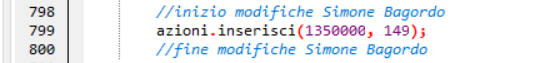 798 //inizio modifiche Simone Bagordo
799 azioni.inserisci(1350000, 149);
800 //fine modifiche Simone Bagordo